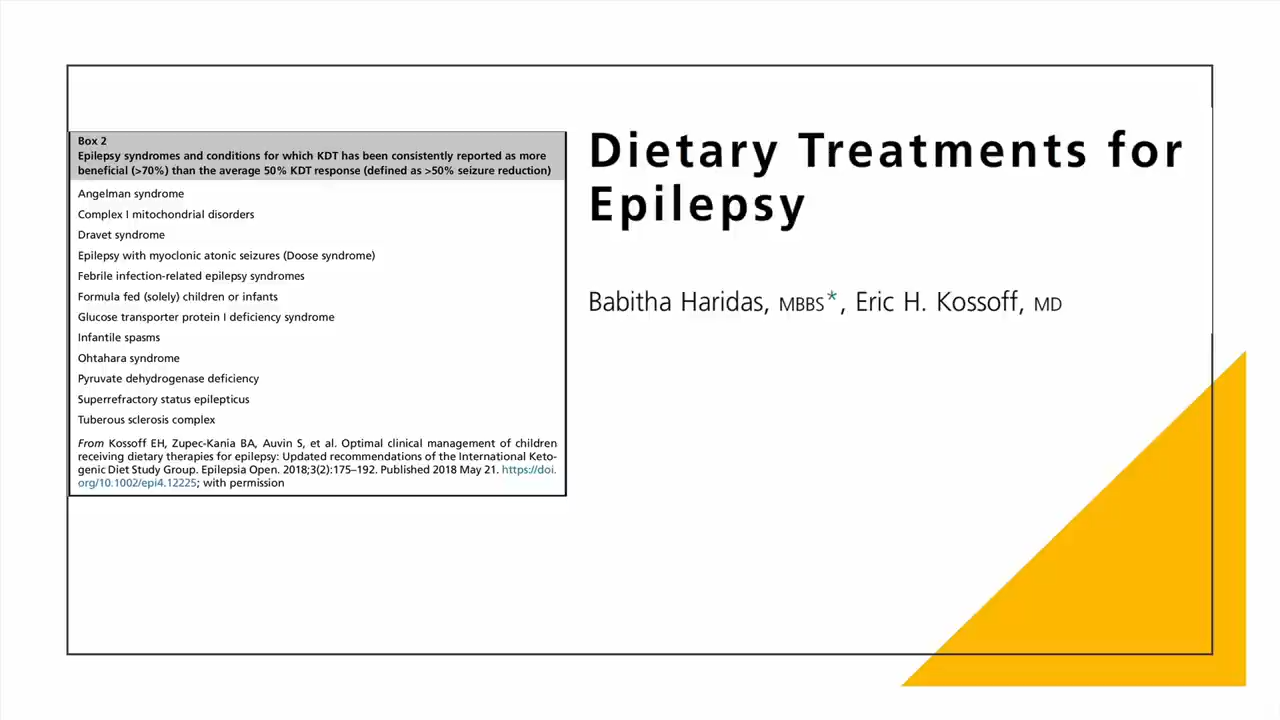 Box 2
Epilepsy syndromes and conditions for which KDT has been consistently reported as more
beneficial (>70%) than the average 50% KDT response (defined as >50% seizure reduction)
Angelman syndrome
Complex I mitochondrial disorders
Dravet syndrome
Epilepsy with myoclonic atonic seizures (Doose syndrome)
Febrile infection-related epilepsy syndromes
Formula fed (solely) children or infants
Glucose transporter protein I deficiency syndrome
Infantile spasms
Ohtahara syndrome
Pyruvate dehydrogenase deficiency
Superrefractory status epilepticus
Tuberous sclerosis complex
From Kossoff EH, Zupec-Kania BA, Auvin S, et al. Optimal clinical management of children
receiving dietary therapies for epilepsy: Updated recommendations of the International Keto-
genic Diet Study Group. Epilepsia Open. 2018;3(2):175–192. Published 2018 May 21. https://doi.
org/10.1002/epi4.12225; with permission
Dietary Treatments for
Epilepsy
Babitha Haridas, MBBS*, Eric H. Kossoff, MD